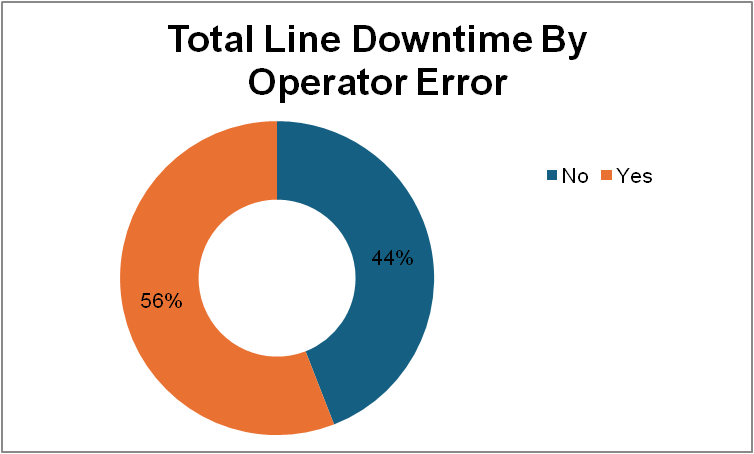 Total Line Downtime By
Operator Error
No Yes
44%
56%